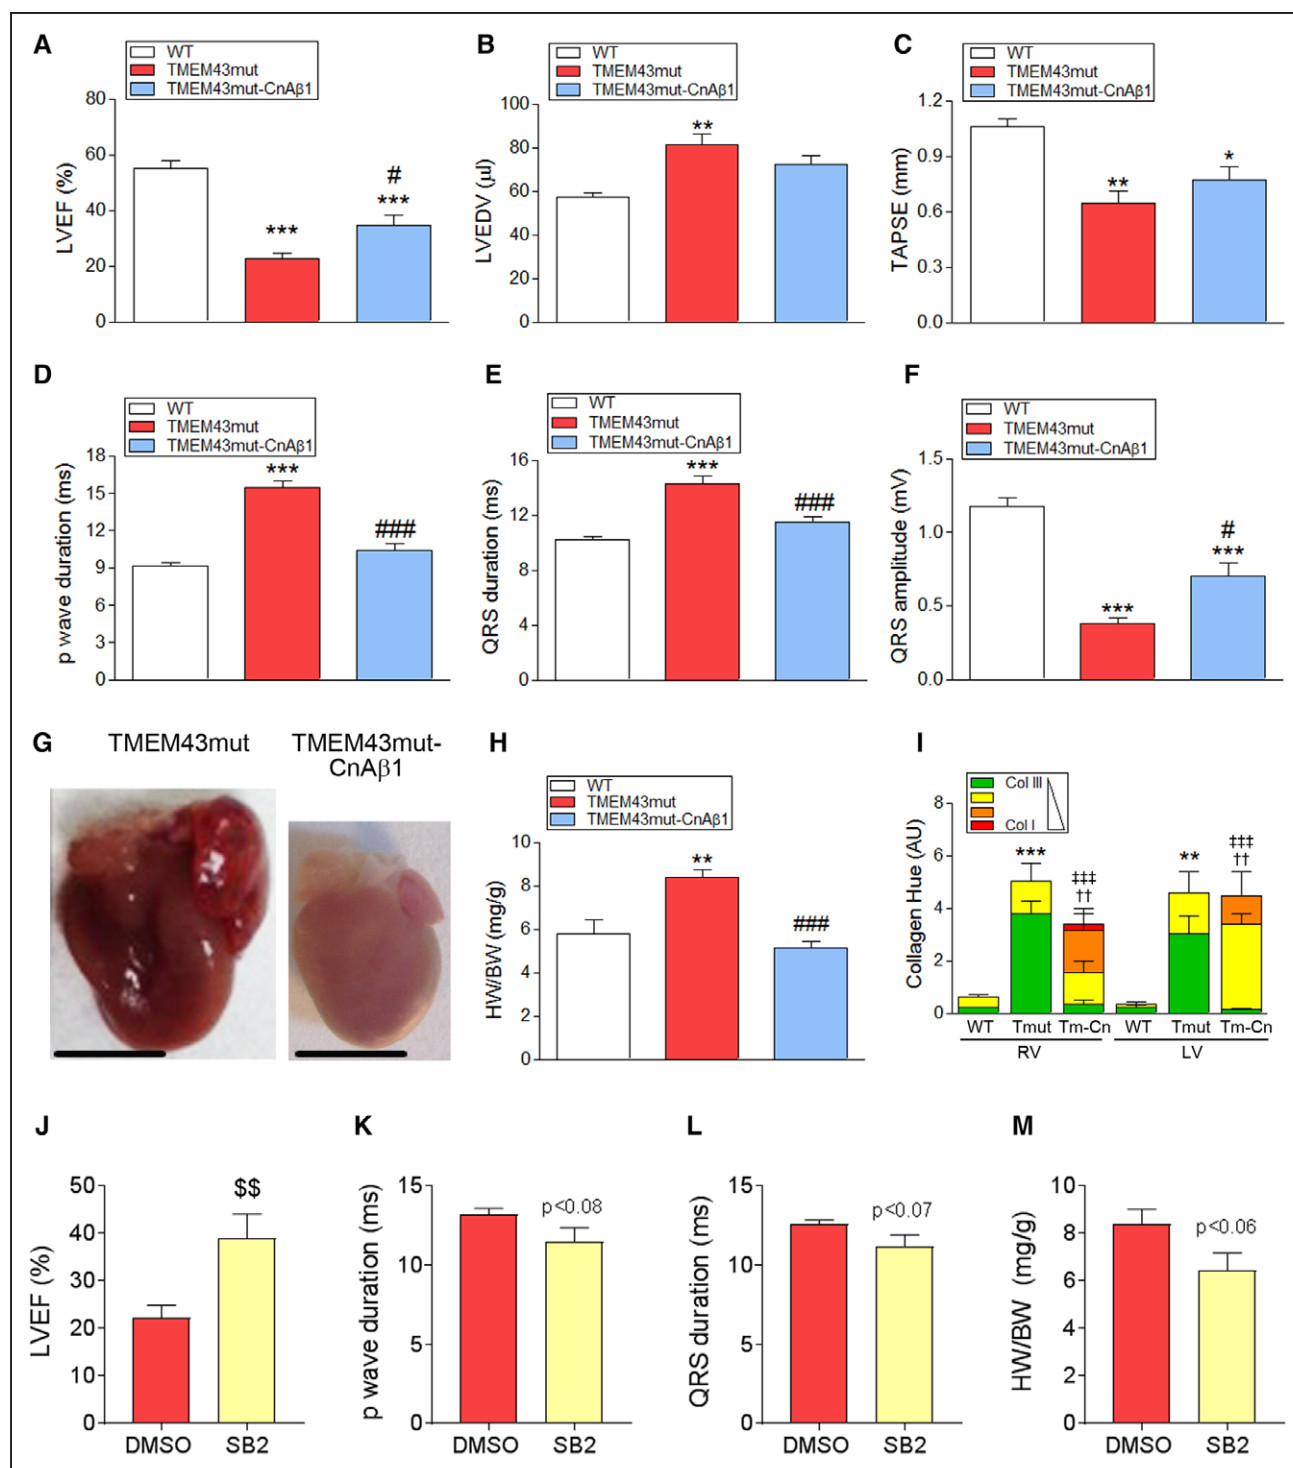 A
WT
TMEM43mut
TMEM43mut-CnAβ1
80
60
40
20
0
LVEF (%)
***
#
***
B
WT
TMEM43mut
TMEM43mut-CnAβ1
100
80
60
40
20
0
LVEDV (µl)
**
C
WT
TMEM43mut
TMEM43mut-CnAβ1
1.2
0.9
0.6
0.3
0.0
TAPSE (mm)
**
*
D
WT
TMEM43mut
TMEM43mut-CnAβ1
18
15
12
9
6
3
0
p wave duration (ms)
***
###
E
WT
TMEM43mut
TMEM43mut-CnAβ1
16
12
8
4
0
QRS duration (ms)
***
###
F
WT
TMEM43mut
TMEM43mut-CnAβ1
1.5
1.0
0.5
0.0
QRS amplitude (mV)
***
#
***
G
TMEM43mut
TMEM43mut-
CnAβ1
H
WT
TMEM43mut
TMEM43mut-CnAβ1
10
8
6
4
2
0
HW/BW (mg/g)
**
###
I
Col III
Col I
8
6
4
2
0
Collagen Hue (AU)
***
‡‡‡
††
**
‡‡‡
††
WT Tmut Tm-Cn WT Tmut Tm-Cn
RV LV
J
50
40
30
20
10
0
LVEF (%)
$$
DMSO SB2
K
15
10
5
0
p wave duration (ms)
p<0.08
DMSO SB2
L
15
10
5
0
QRS duration (ms)
p<0.07
DMSO SB2
M
10
8
6
4
2
0
HW/BW (mg/g)
p<0.06
DMSO SB2